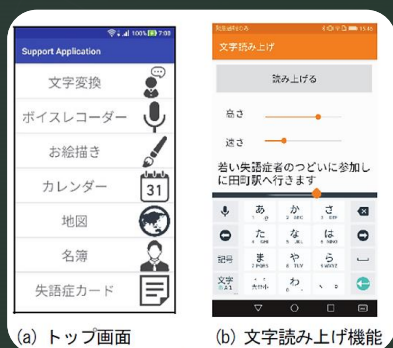 100% 7:08
Support Application
文字変換
ボイスレコーダー
お絵描き
カレンダー
31
地図
名簿
失語症カード
(a) トップ画面
15:45
文字読み上げ
読み上げる
高さ
速さ
若い失語症者のつどいに参加し
に田町駅へ行きます
あ か さ
た な は
記号 ま や ら
文字 わ 、。
(b) 文字読み上げ機能